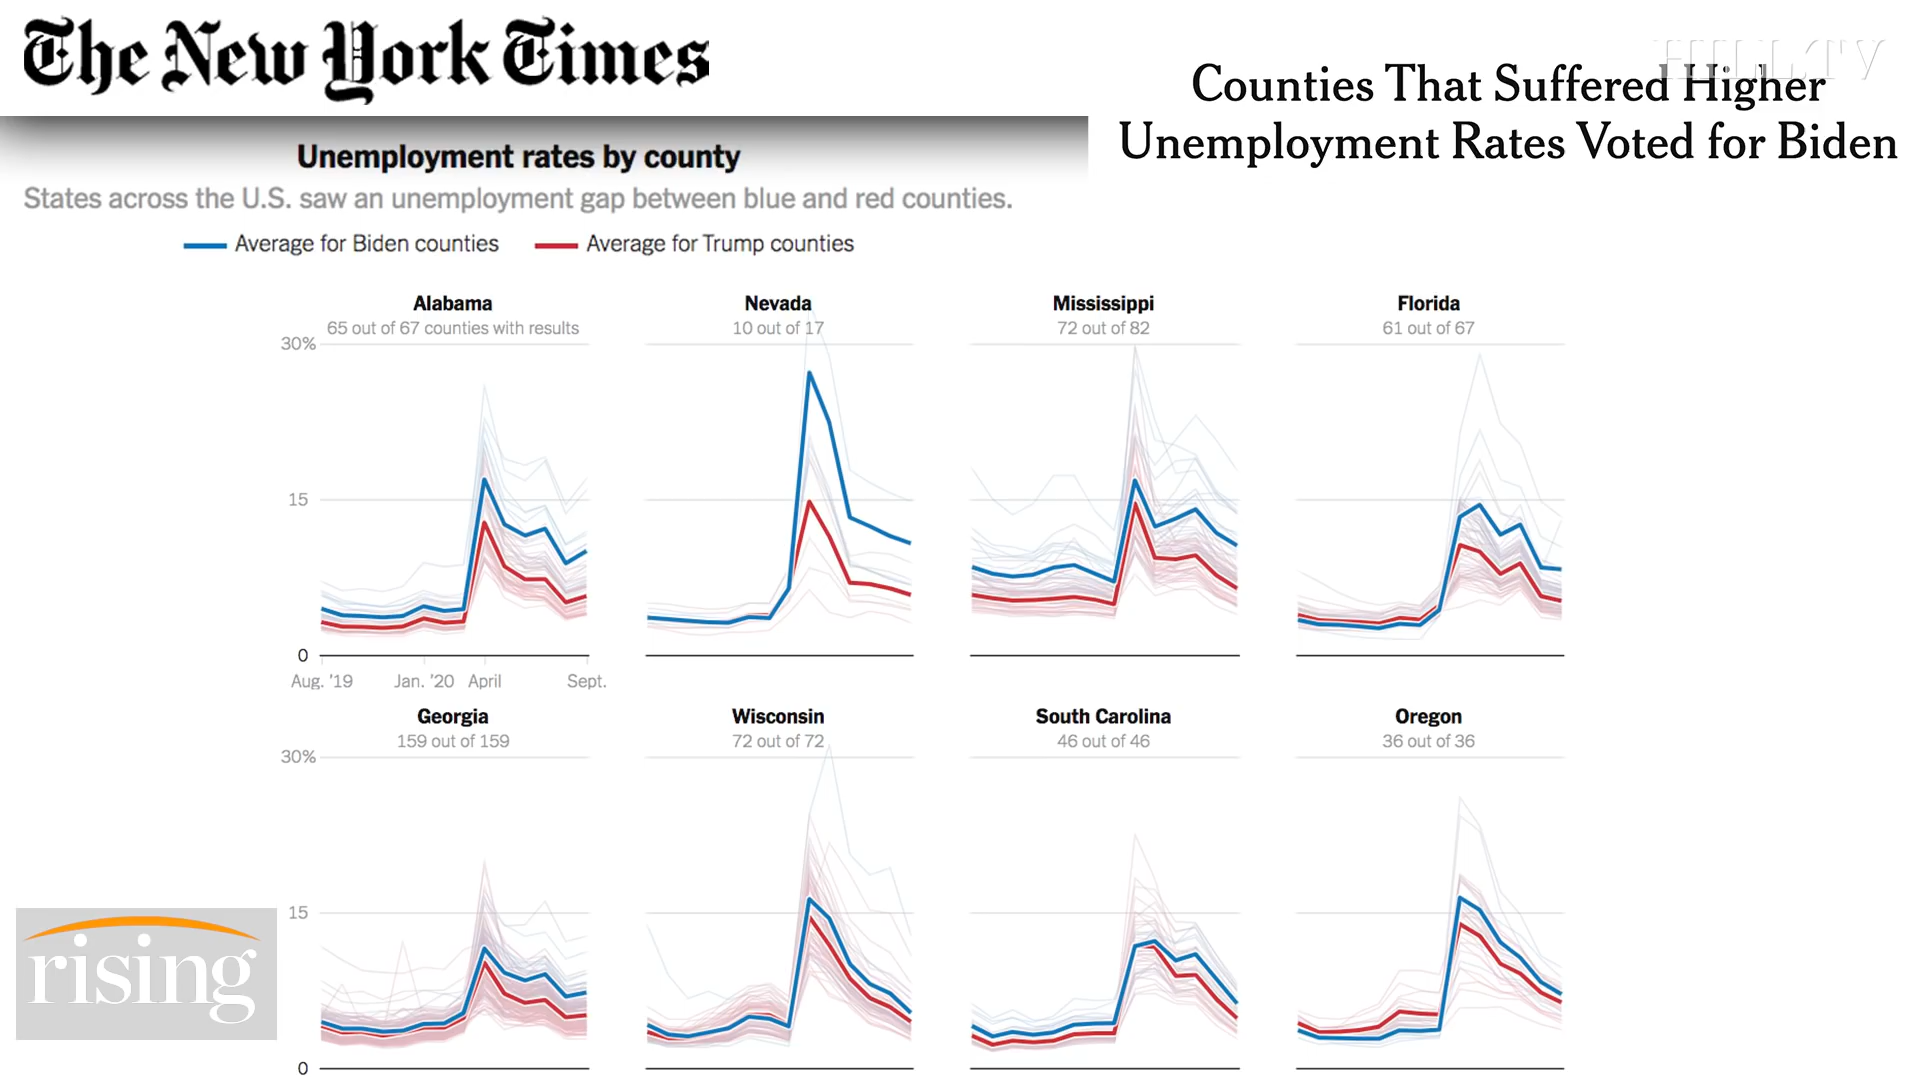 The New York Times
HILL.TV
Counties That Suffered Higher
Unemployment Rates Voted for Biden
Unemployment rates by county
States across the U.S. saw an unemployment gap between blue and red counties.
Average for Biden counties Average for Trump counties
Alabama Nevada Mississippi Florida
65 out of 67 counties with results 10 out of 17 72 out of 82 61 out of 67
30%
15
0
Aug. '19 Jan. '20 April Sept.
Georgia Wisconsin South Carolina Oregon
159 out of 159 72 out of 72 46 out of 46 36 out of 36
30%
15
0
rising